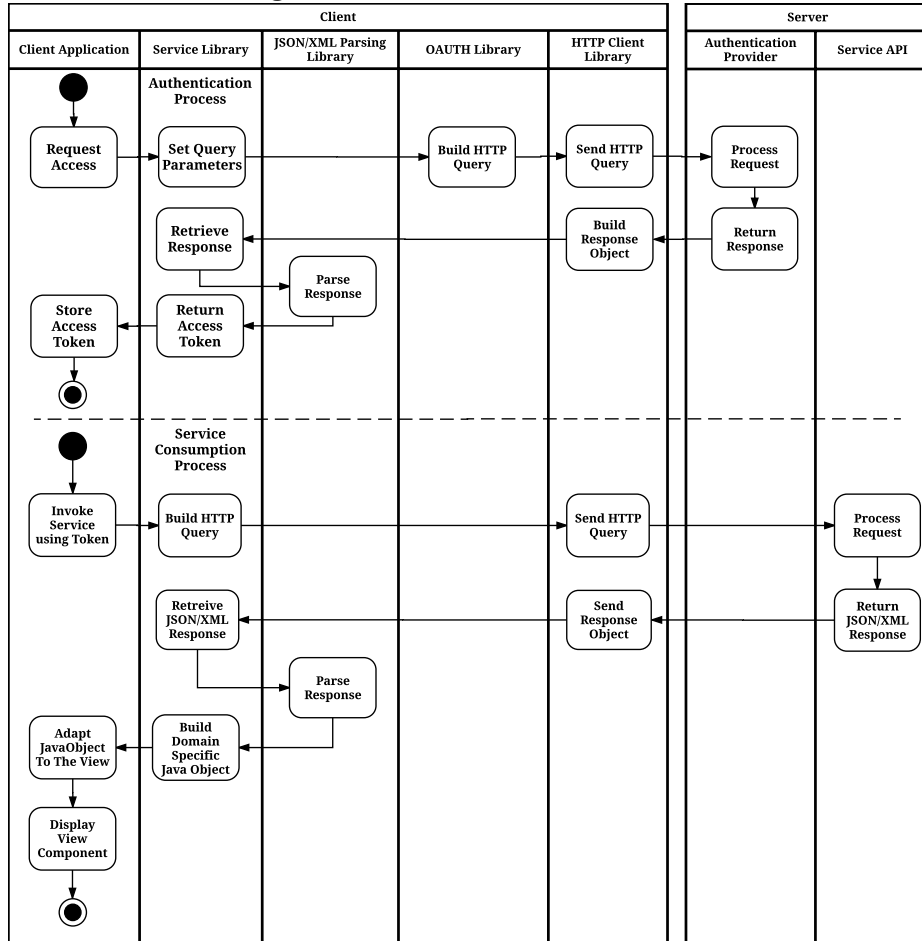 Client
Server
Client Application
Service Library
JSON/XML Parsing
Library
OAUTH Library
HTTP Client
Library
Authentication
Provider
Service API
Authentication
Process
Request
Access
Set Query
Parameters
Build HTTP
Query
Send HTTP
Query
Process
Request
Retrieve
Response
Build
Response
Object
Return
Response
Parse
Response
Store
Access
Token
Return
Access
Token
Service
Consumption
Process
Invoke
Service
using Token
Build HTTP
Query
Send HTTP
Query
Process
Request
Retreive
JSON/XML
Response
Send
Response
Object
Return
JSON/XML
Response
Parse
Response
Adapt
JavaObject
To The View
Build
Domain
Specific
Java Object
Display
View
Component